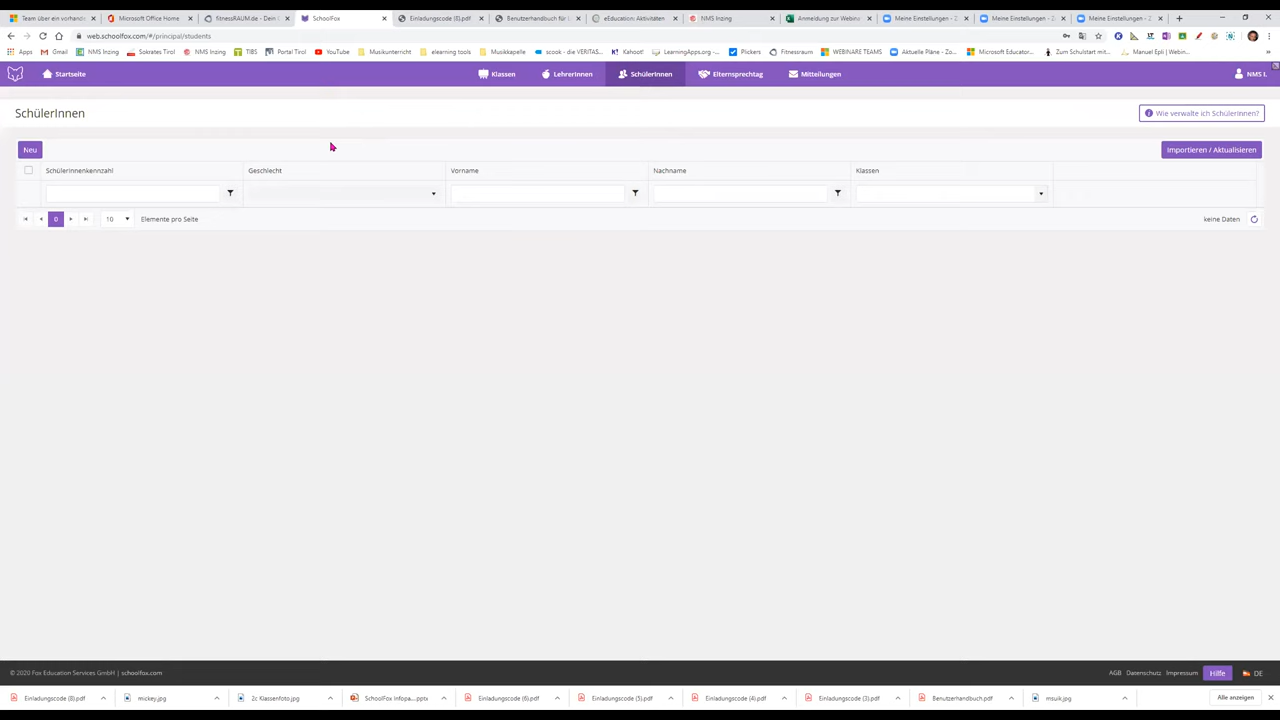 Team über ein vorhand
Microsoft Office Home
fitnessRAUM.de - Dein
SchoolFox
Einladungscode (8).pdf
Benutzerhandbuch für L
eEducation: Aktivitäten
NMS Inzing
Anmeldung zur Webina
Meine Einstellungen - Z
Meine Einstellungen - Z
Meine Einstellungen - Z
web.schoolfox.com/#/principal/students
Apps
Gmail
NMS Inzing
Sokrates Tirol
NMS Inzing
TIBS
Portal Tirol
YouTube
Musikunterricht
elearning tools
Musikkapelle
scook - die VERITAS...
Kahoot!
LearningApps.org...
Plickers
Fitnessraum
WEBINARE TEAMS
Aktuelle Pläne - Zo...
Microsoft Educator...
Zum Schulstart mit...
Manuel Epli | Webin...
Startseite
Klassen
LehrerInnen
SchülerInnen
Elternsprechtag
Mitteilungen
NMS I.
SchülerInnen
Wie verwalte ich SchülerInnen?
Neu
Importieren / Aktualisieren
SchülerInnenkennzahl
Geschlecht
Vorname
Nachname
Klassen
0
10
Elemente pro Seite
keine Daten
© 2020 Fox Education Services GmbH | schoolfox.com
AGB
Datenschutz
Impressum
Hilfe
DE
Einladungscode (8).pdf
mickey.jpg
2c Klassenfoto.jpg
SchoolFox Infopa....pptx
Einladungscode (6).pdf
Einladungscode (5).pdf
Einladungscode (4).pdf
Einladungscode (3).pdf
Benutzerhandbuch.pdf
msuik.jpg
Alle anzeigen